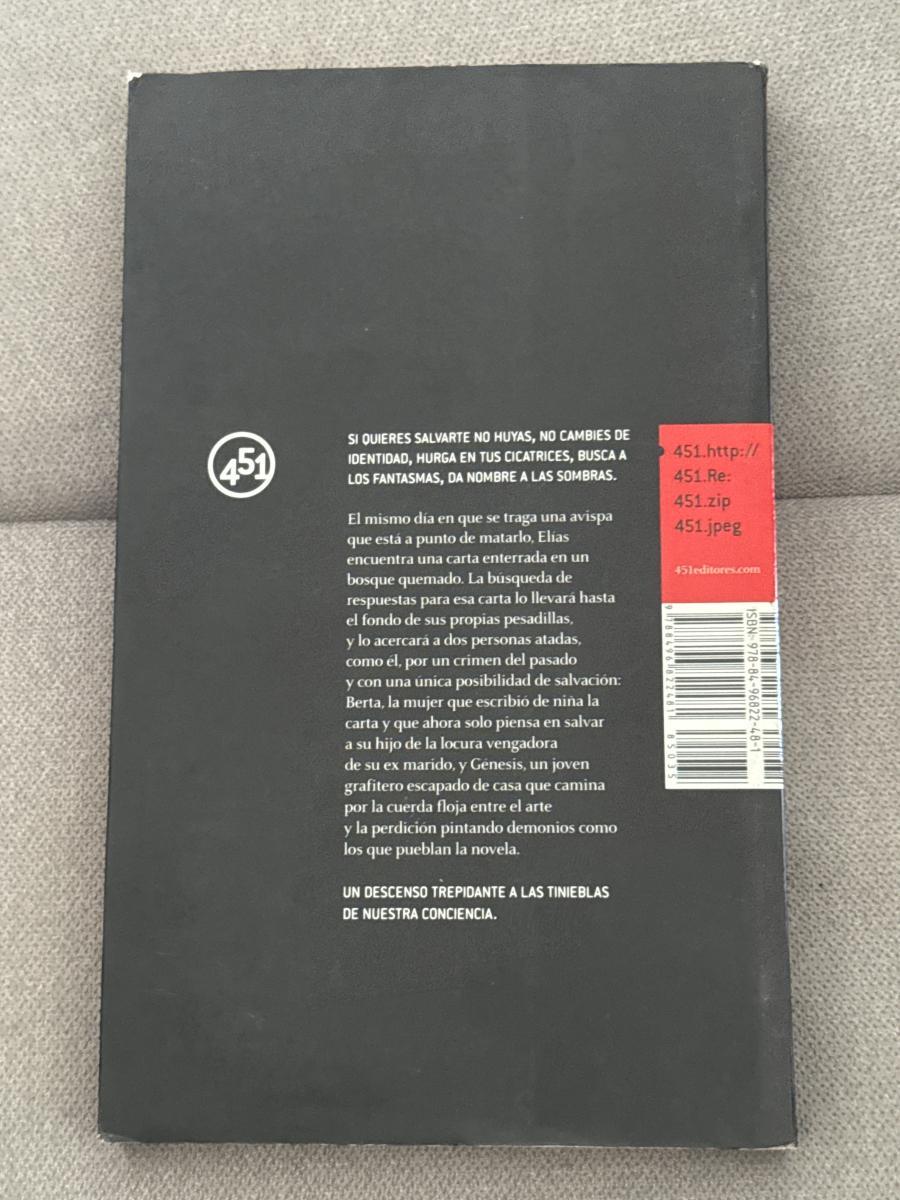 451
SI QUIERES SALVARTE NO HUYAS, NO CAMBIES DE
IDENTIDAD, HURGA EN TUS CICATRICES, BUSCA A
LOS FANTASMAS, DA NOMBRE A LAS SOMBRAS.
El mismo día en que se traga una avispa
que está a punto de matarlo, Elías
encuentra una carta enterrada en un
bosque quemado. La búsqueda de
respuestas para esa carta lo llevará hasta
el fondo de sus propias pesadillas,
y lo acercará a dos personas atadas,
como él, por un crimen del pasado
y con una única posibilidad de salvación:
Berta, la mujer que escribió de niña la
carta y que ahora solo piensa en salvar
a su hijo de la locura vengadora
de su ex marido, y Génesis, un joven
grafitero escapado de casa que camina
por la cuerda floja entre el arte
y la perdición pintando demonios como
los que pueblan la novela.
UN DESCENSO TREPIDANTE A LAS TINIEBLAS
DE NUESTRA CONCIENCIA.
451.http://
451.Re:
451.zip
451.jpeg
451editores.com
ISBN 978-84-96822-48-1
9 788496 822481
85035